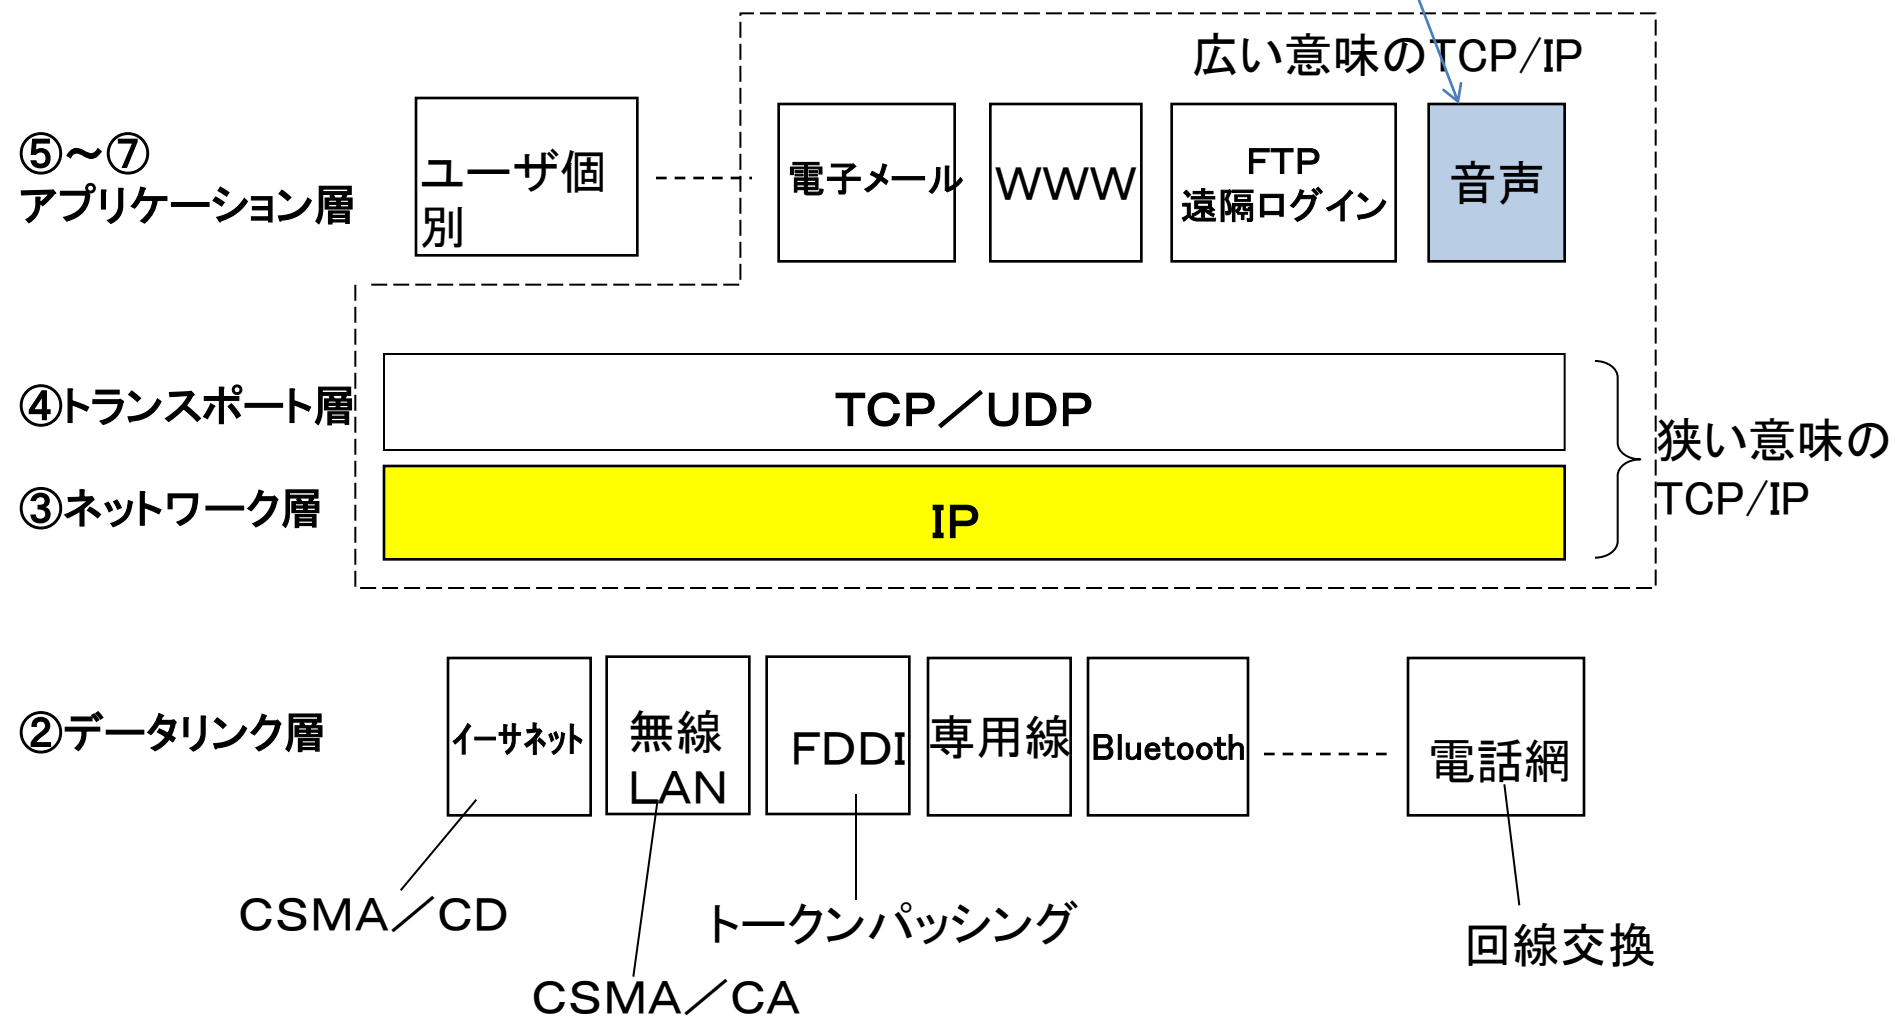 広い意味のTCP/IP
⑤～⑦
アプリケーション層
ユーザ個
別
電子メール
WWW
FTP
遠隔ログイン
音声
④トランスポート層
TCP／UDP
狭い意味の
TCP/IP
③ネットワーク層
IP
②データリンク層
イーサネット
無線
LAN
FDDI
専用線
Bluetooth
電話網
CSMA／CD
トークンパッシング
回線交換
CSMA／CA